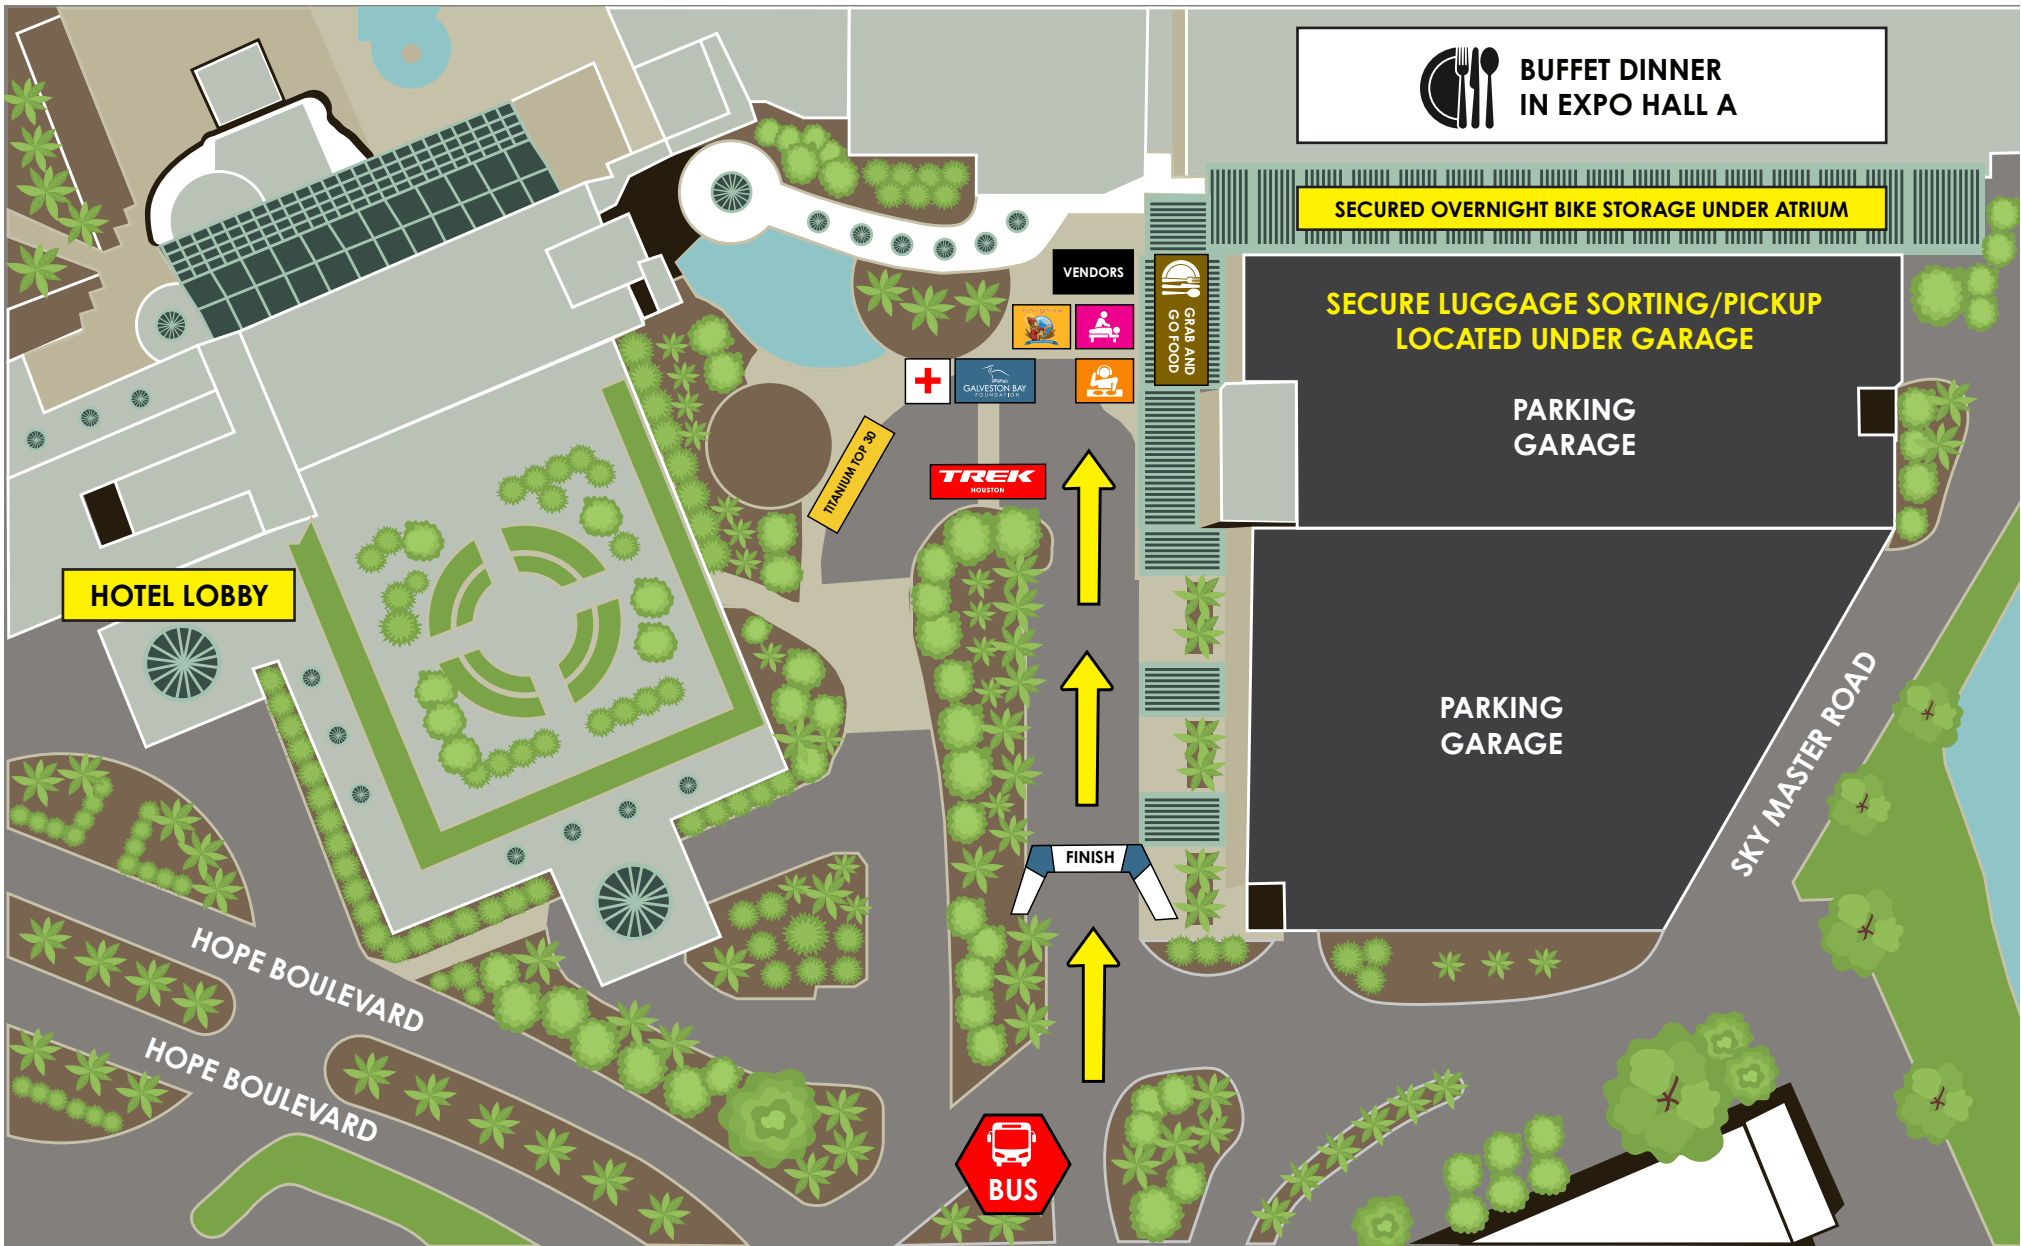 BUFFET DINNER
IN EXPO HALL A
SECURED OVERNIGHT BIKE STORAGE UNDER ATRIUM
VENDORS
GRAB AND
GO FOOD
SECURE LUGGAGE SORTING/PICKUP
LOCATED UNDER GARAGE
GALVESTON BAY
FOUNDATION
PARKING
GARAGE
TITANIUM TOP 30
TREK
HOUSTON
HOTEL LOBBY
PARKING
GARAGE
SKY MASTER ROAD
FINISH
HOPE BOULEVARD
HOPE BOULEVARD
BUS